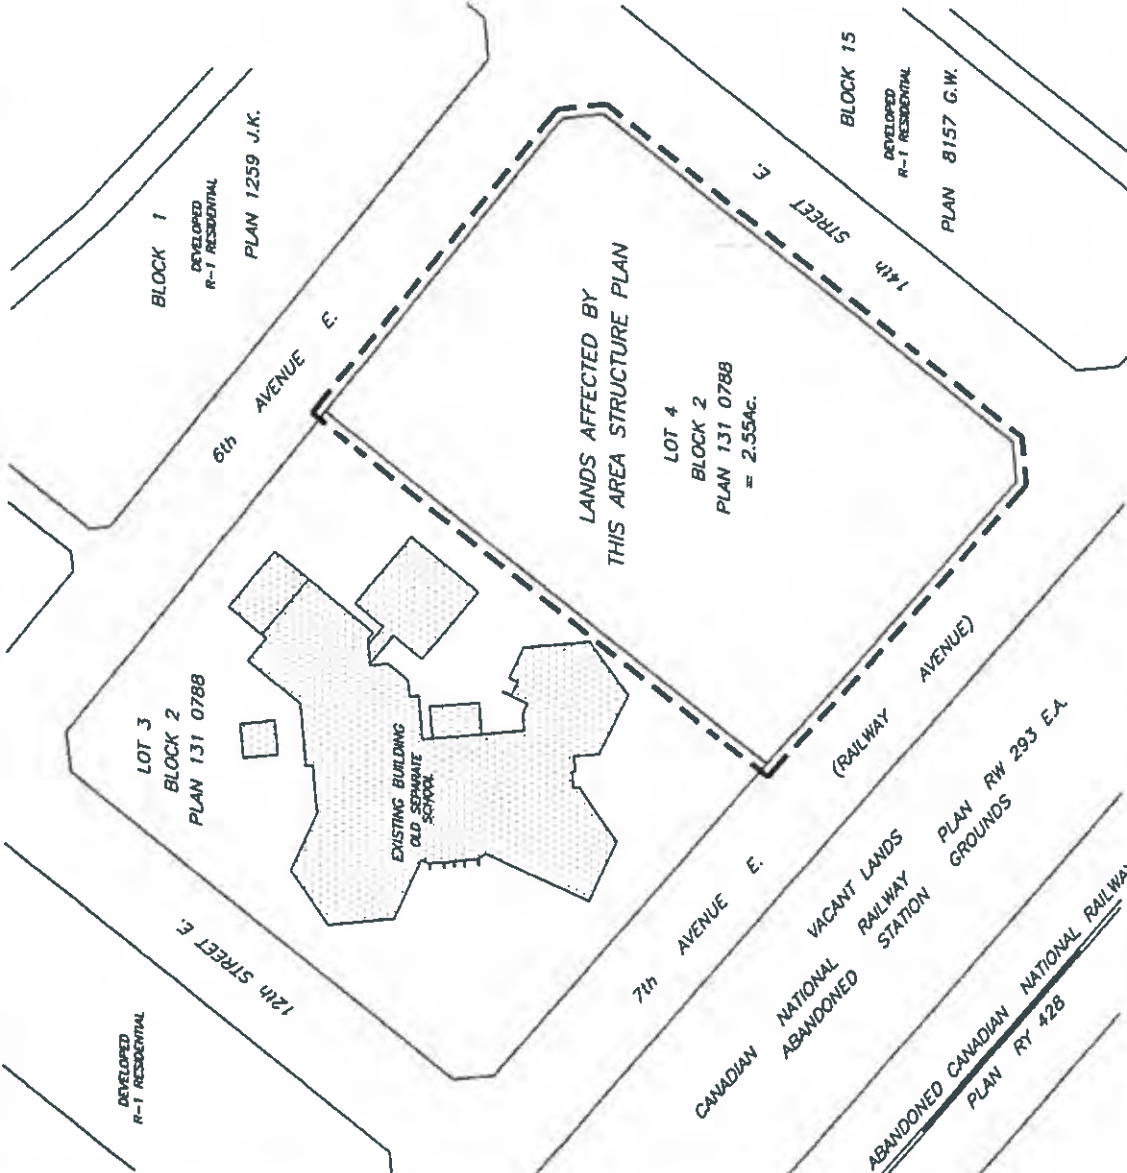 BLOCK 1
DEVELOPED
R-1 RESIDENTIAL
PLAN 1259 J.K.
BLOCK 15
DEVELOPED
R-1 RESIDENTIAL
PLAN 8157 G.W.
6th AVENUE E.
14th STREET E.
LANDS AFFECTED BY
THIS AREA STRUCTURE PLAN
LOT 4
BLOCK 2
PLAN 131 0788
= 2.55Ac.
LOT 3
BLOCK 2
PLAN 131 0788
EXISTING BUILDING
OLD SEPARATE
SCHOOL
12th STREET E.
DEVELOPED
R-1 RESIDENTIAL
7th AVENUE E. (RAILWAY AVENUE)
VACANT LANDS
CANADIAN NATIONAL RAILWAY PLAN RW 293 E.A.
ABANDONED STATION GROUNDS
ABANDONED CANADIAN NATIONAL RAILWAY
PLAN RY 428